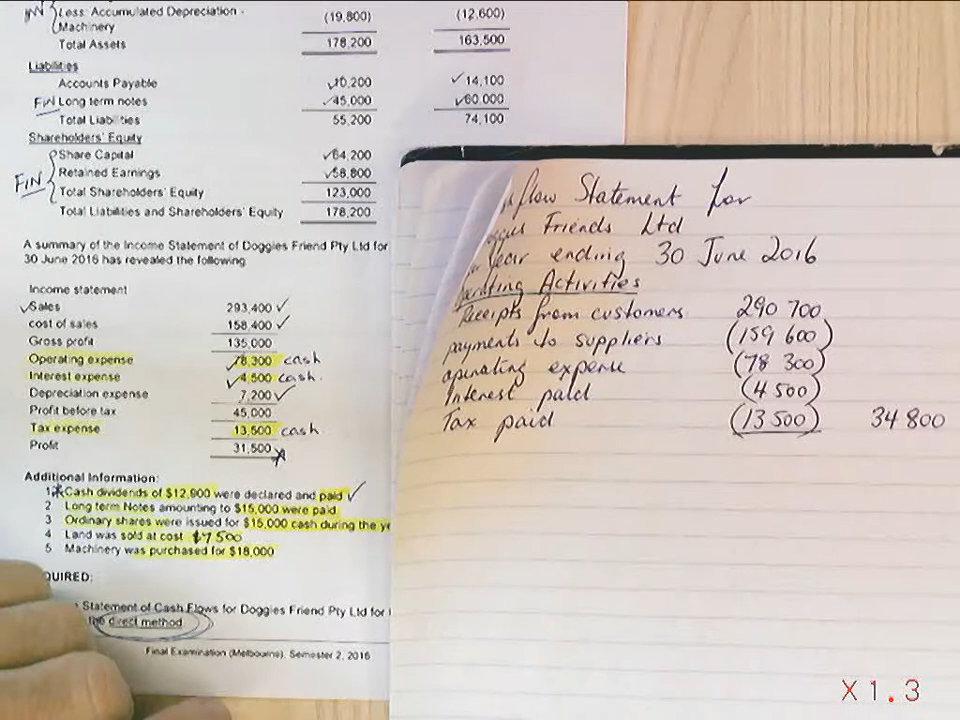 INV Less: Accumulated Depreciation - (19,800) (12,600)
Machinery
Total Assets 178,200 163,500
Liabilities
Accounts Payable 10,200 14,100
FIN Long term notes 45,000 60,000
Total Liabilities 55,200 74,100
Shareholders' Equity
Share Capital 64,200
FIN Retained Earnings 58,800
Total Shareholders' Equity 123,000
Total Liabilities and Shareholders' Equity 178,200
A summary of the Income Statement of Doggies Friend Pty Ltd for
30 June 2016 has revealed the following
Income statement
Sales 293,400
cost of sales 158,400
Gross profit 135,000
Operating expense 78,300 cash
Interest expense 4,500 cash.
Depreciation expense 7,200
Profit before tax 45,000
Tax expense 13,500 cash.
Profit 31,500
Additional Information:
1 Cash dividends of $12,900 were declared and paid
2 Long term Notes amounting to $15,000 were paid
3 Ordinary shares were issued for $15,000 cash during the
4 Land was sold at cost $7500
5 Machinery was purchased for $18,000
QUIRED:
Statement of Cash Flows for Doggies Friend Pty Ltd for
the direct method
Final Examination (Melbourne), Semester 2, 2016
flow Statement for
Friends Ltd
Year ending 30 June 2016
erating Activities
Receipts from customers 290 700
payments to suppliers (159 600)
operating expense (78 300)
Interest paid (4 500)
Tax paid (13 500) 34 800
X1.3